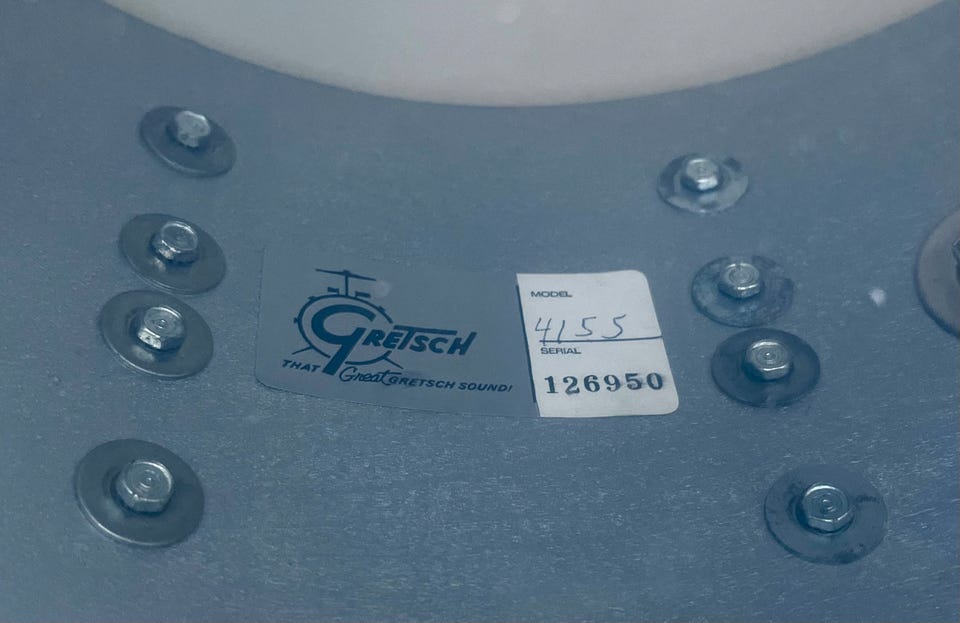 GRETSCH
THAT Great GRETSCH SOUND!
MODEL
4155
SERIAL
126950